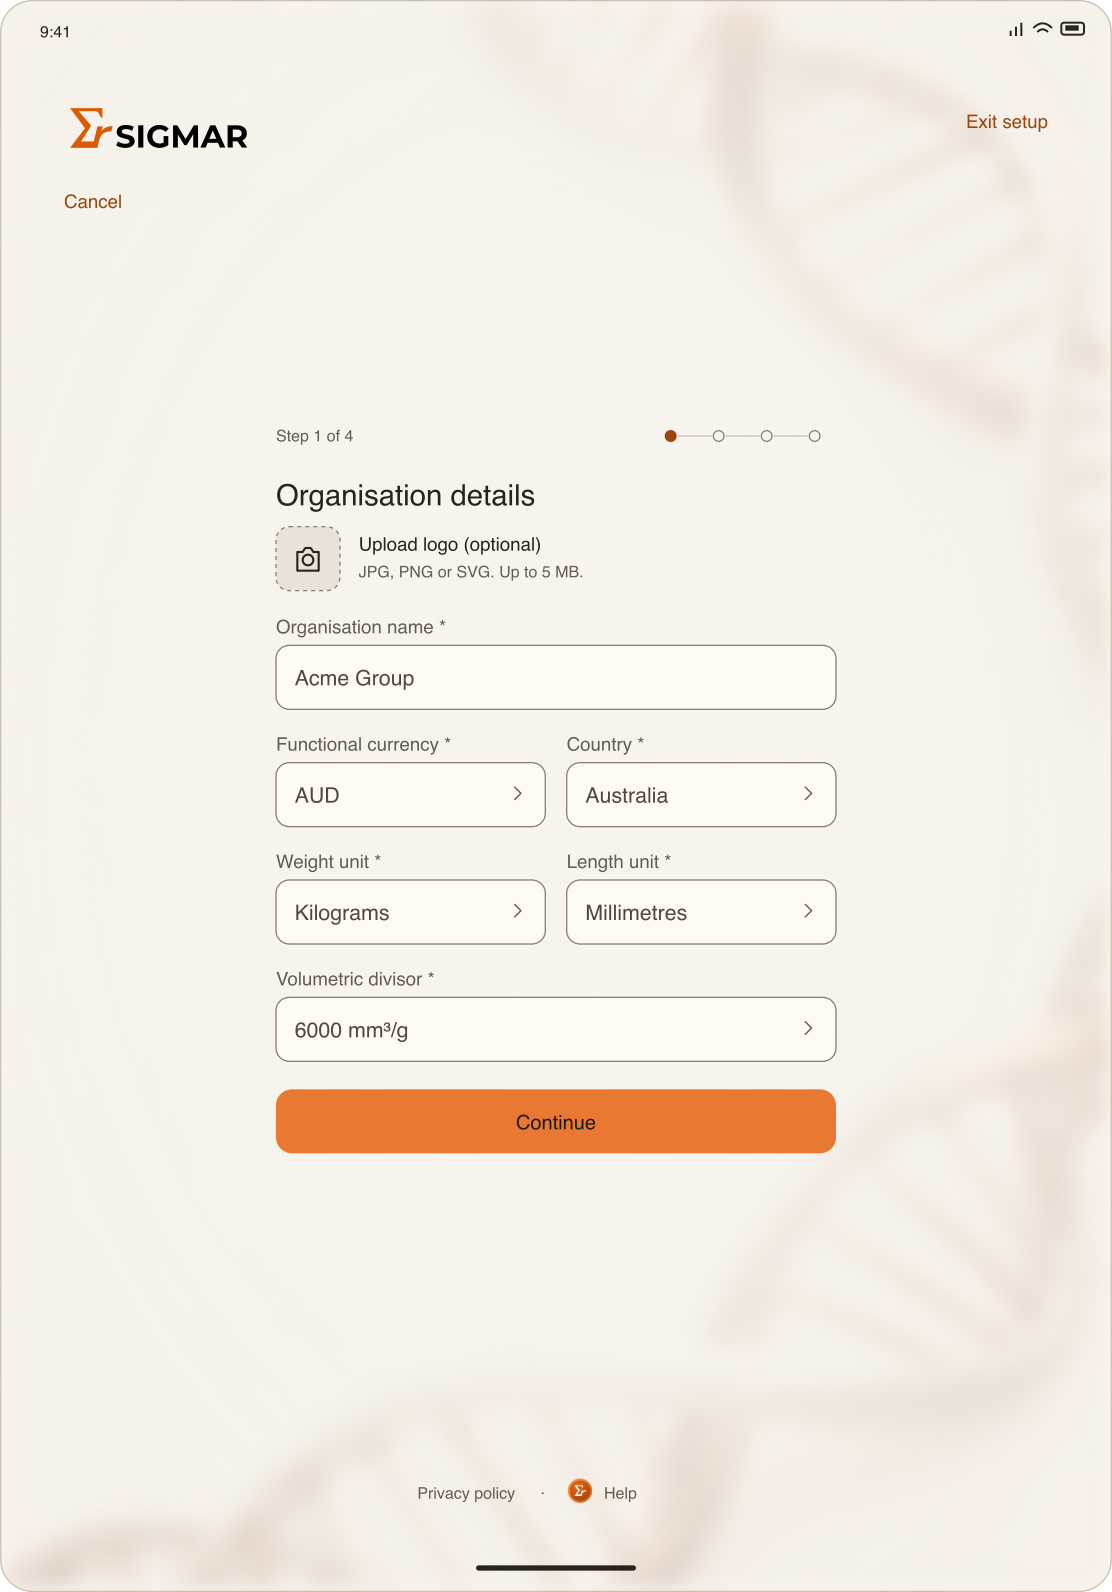 9:41
SIGMAR
Exit setup
Cancel
Step 1 of 4
Organisation details
Upload logo (optional)
JPG, PNG or SVG. Up to 5 MB.
Organisation name *
Acme Group
Functional currency *
Country *
AUD
Australia
Weight unit *
Length unit *
Kilograms
Millimetres
Volumetric divisor *
6000 mm³/g
Continue
Privacy policy · Help